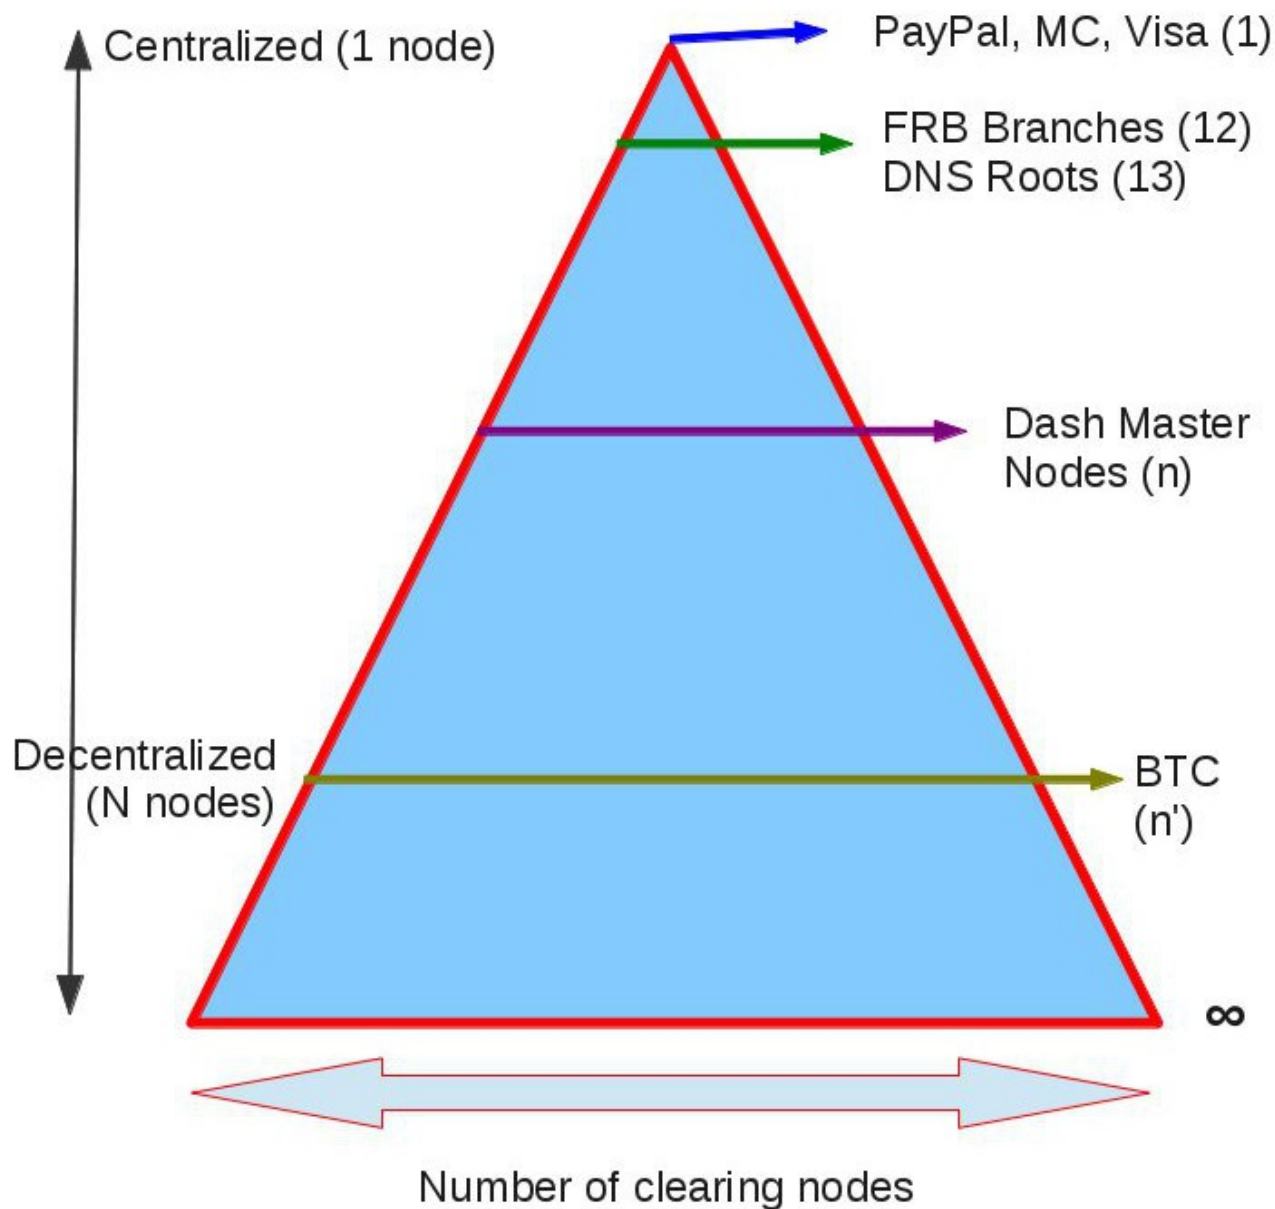 Centralized (1 node)
PayPal, MC, Visa (1)
FRB Branches (12)
DNS Roots (13)
Dash Master
Nodes (n)
Decentralized
(N nodes)
BTC
(n')
∞
Number of clearing nodes